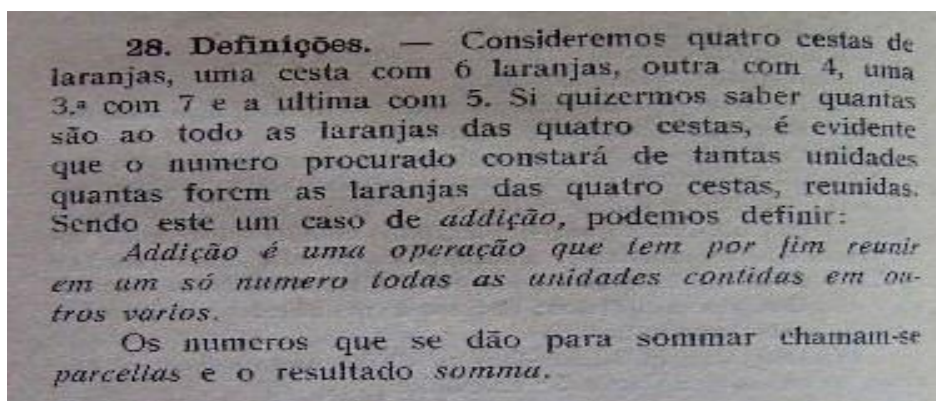 28. Definições. — Consideremos quatro cestas de
laranjas, uma cesta com 6 laranjas, outra com 4, uma
3.ª com 7 e a ultima com 5. Si quizermos saber quantas
são ao todo as laranjas das quatro cestas, é evidente
que o numero procurado constará de tantas unidades
quantas forem as laranjas das quatro cestas, reunidas.
Sendo este um caso de addição, podemos definir:
Addição é uma operação que tem por fim reunir
em um só numero todas as unidades contidas em ou-
tros varios.
Os numeros que se dão para sommar chamam-se
parcellas e o resultado somma.